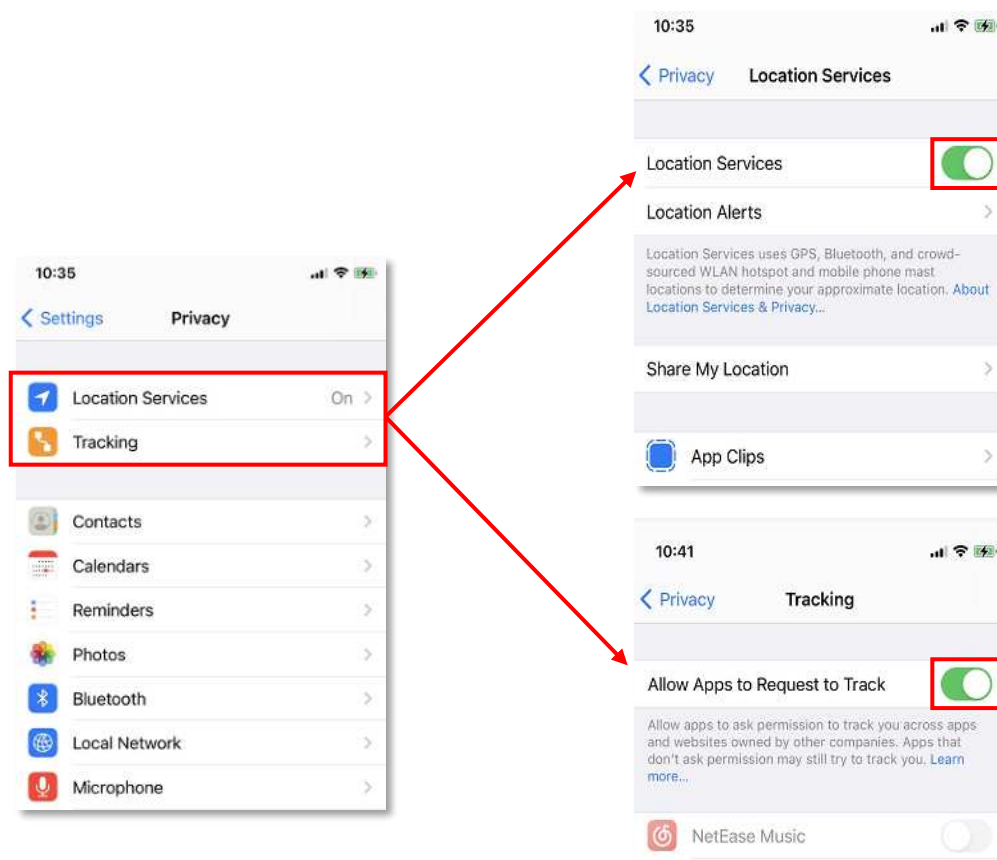 10:35
Settings Privacy
Location Services On
Tracking
Contacts
Calendars
Reminders
Photos
Bluetooth
Local Network
Microphone
10:35
Privacy Location Services
Location Services
Location Alerts
Location Services uses GPS, Bluetooth, and crowd-
sourced WLAN hotspot and mobile phone mast
locations to determine your approximate location. About
Location Services & Privacy...
Share My Location
App Clips
10:41
Privacy Tracking
Allow Apps to Request to Track
Allow apps to ask permission to track you across apps
and websites owned by other companies. Apps that
don't ask permission may still try to track you. Learn
more...
NetEase Music